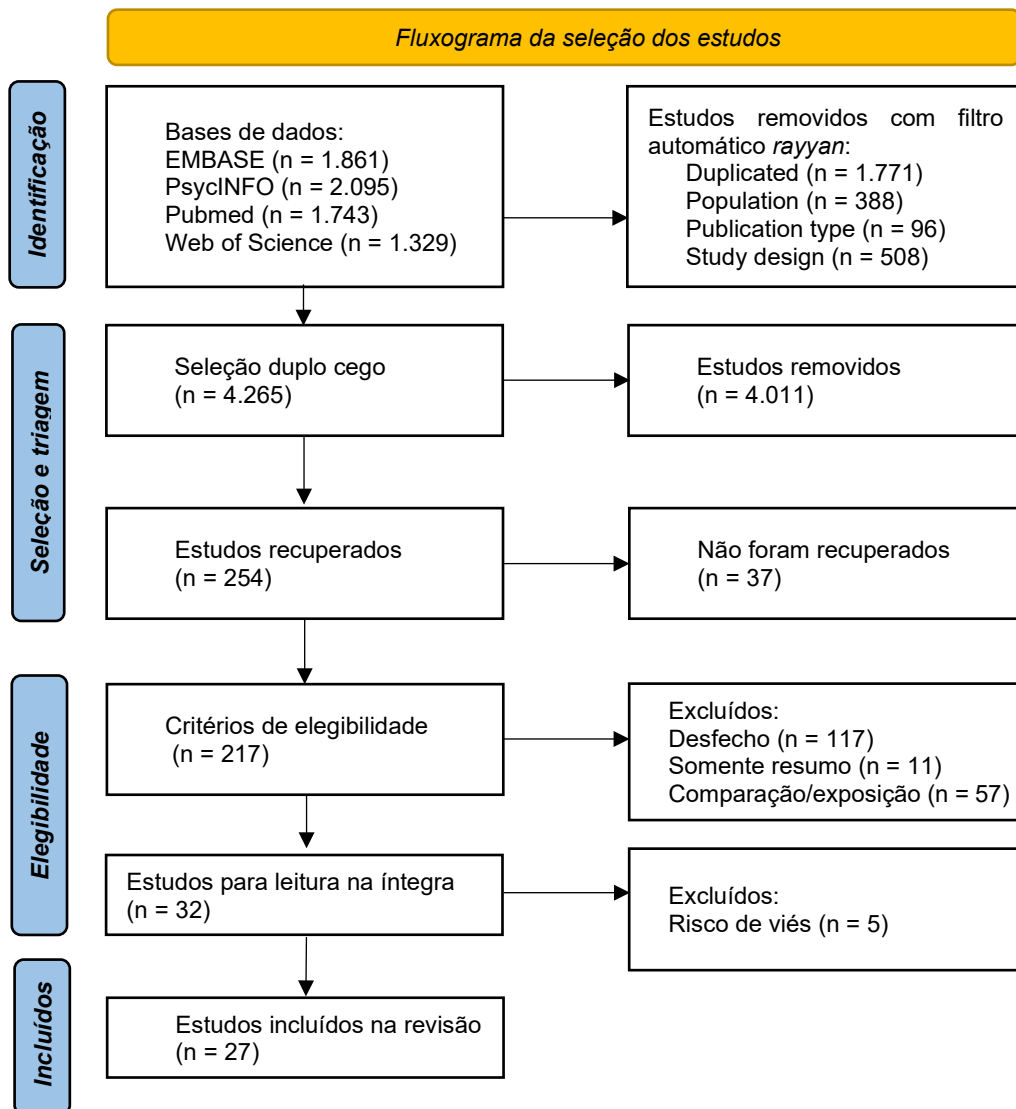 Fluxograma da seleção dos estudos
Identificação
Bases de dados:
EMBASE (n = 1.861)
PsycINFO (n = 2.095)
Pubmed (n = 1.743)
Web of Science (n = 1.329)
Estudos removidos com filtro
automático rayyan:
Duplicated (n = 1.771)
Population (n = 388)
Publication type (n = 96)
Study design (n = 508)
Seleção e triagem
Seleção duplo cego
(n = 4.265)
Estudos removidos
(n = 4.011)
Estudos recuperados
(n = 254)
Não foram recuperados
(n = 37)
Elegibilidade
Critérios de elegibilidade
(n = 217)
Excluídos:
Desfecho (n = 117)
Somente resumo (n = 11)
Comparação/exposição (n = 57)
Estudos para leitura na íntegra
(n = 32)
Excluídos:
Risco de viés (n = 5)
Incluídos
Estudos incluídos na revisão
(n = 27)